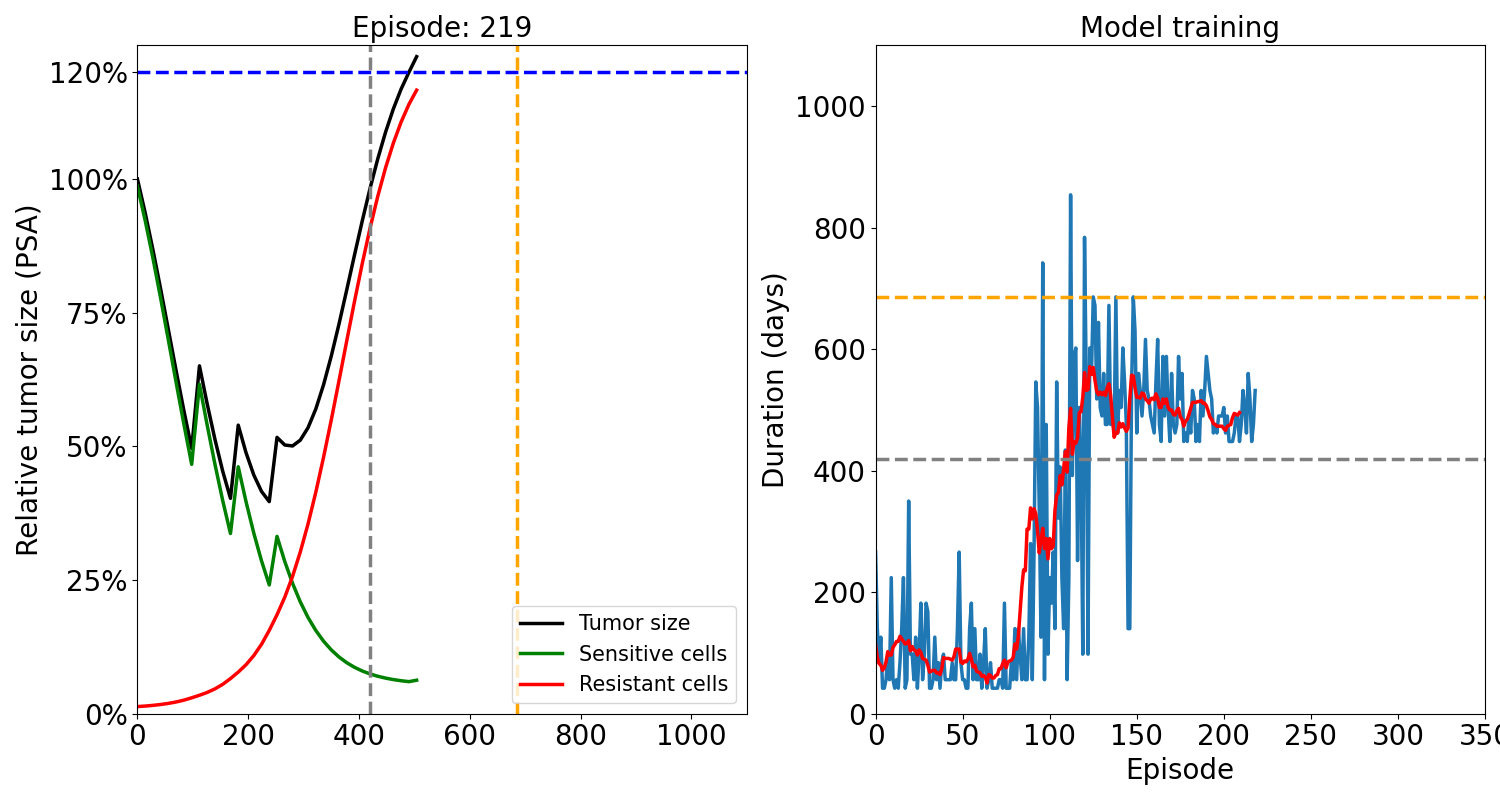 Episode: 219
Relative tumor size (PSA)
120%
100%
75%
50%
25%
0%
0 200 400 600 800 1000
Tumor size
Sensitive cells
Resistant cells
Model training
Duration (days)
1000
800
600
400
200
0
0 50 100 150 200 250 300 350
Episode